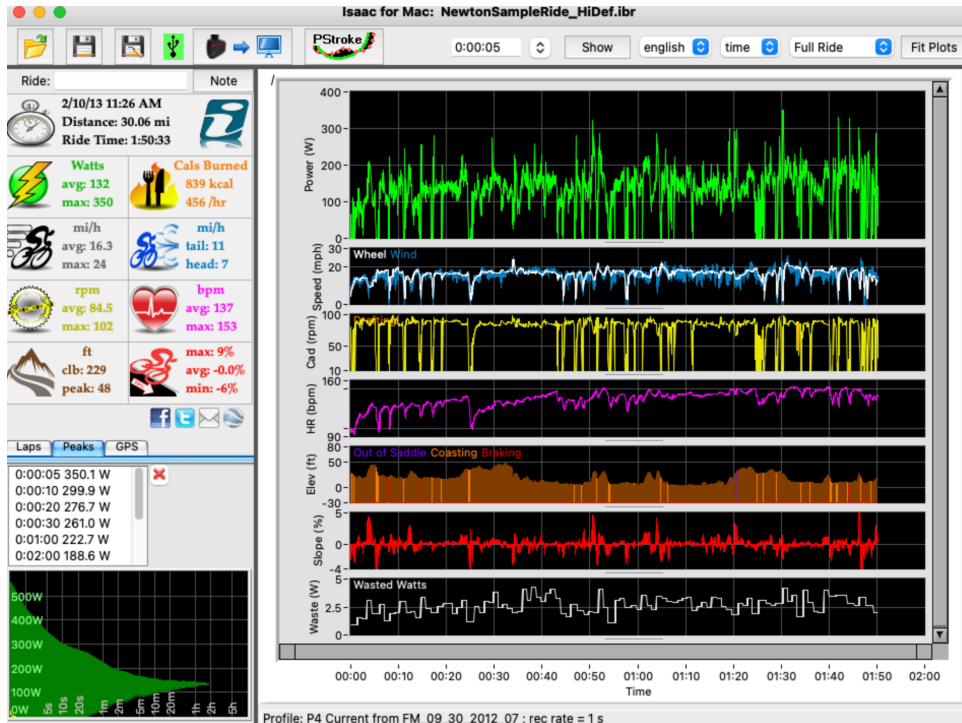 Isaac for Mac: NewtonSampleRide_HiDef.ibr
PStroke
0:00:05
Show
english
time
Full Ride
Fit Plots
Ride:
Note
2/10/13 11:26 AM
Distance: 30.06 mi
Ride Time: 1:50:33
Watts
avg: 132
max: 350
Cals Burned
839 kcal
456 /hr
mi/h
avg: 16.3
max: 24
mi/h
tail: 11
head: 7
rpm
avg: 84.5
max: 102
bpm
avg: 137
max: 153
ft
clb: 229
peak: 48
max: 9%
avg: -0.0%
min: -6%
Laps
Peaks
GPS
0:00:05 350.1 W
0:00:10 299.9 W
0:00:20 276.7 W
0:00:30 261.0 W
0:01:00 222.7 W
0:02:00 188.6 W
500W
400W
300W
200W
100W
0W
5s 10s 20s 1m 2m 5m 10m 20m 1h 2h 5h
/
Power (W)
400
300
200
100
0
Speed (mph)
30
20
0
Wheel Wind
Cad (rpm)
100
50
10
HR (bpm)
160
90
Elev (ft)
80
50
0
-30
Out of Saddle Coasting Braking
Slope (%)
5
0
-4
Waste (W)
5
2.5
0
Wasted Watts
00:00 00:10 00:20 00:30 00:40 00:50 01:00 01:10 01:20 01:30 01:40 01:50 02:00
Time
Profile: P4 Current from FM_09_30_2012_07 ; rec rate = 1 s